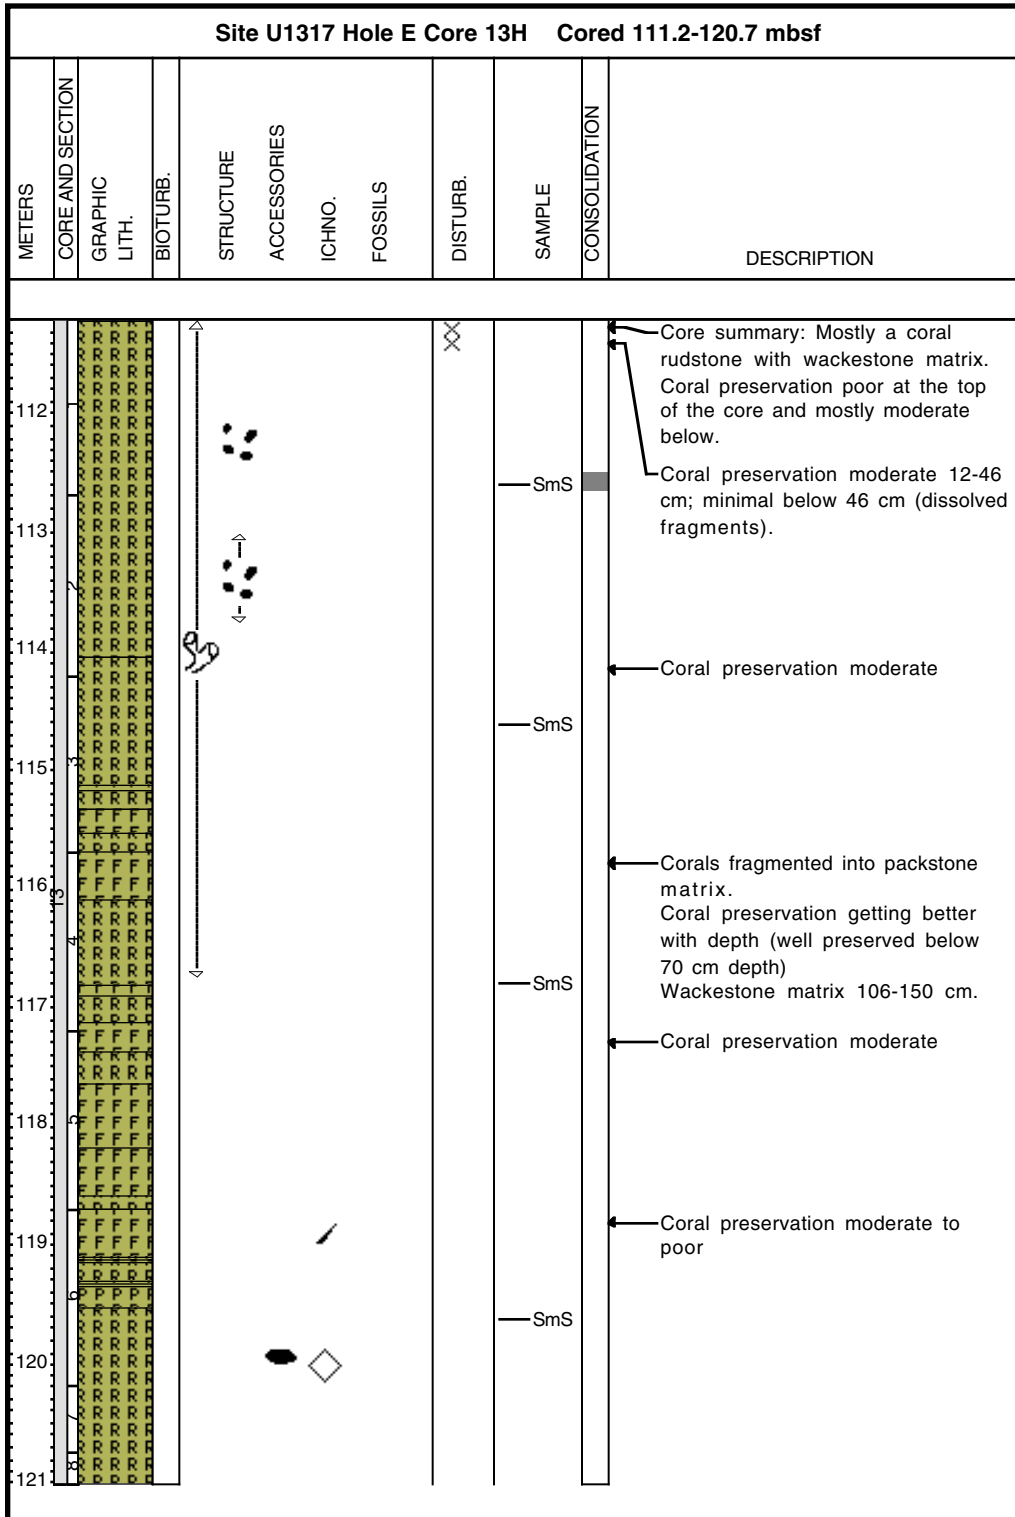 Site U1317 Hole E Core 13H Cored 111.2-120.7 mbsf
METERS
CORE AND SECTION
GRAPHIC
LITH.
BIOTURB.
STRUCTURE
ACCESSORIES
ICHNO.
FOSSILS
DISTURB.
SAMPLE
CONSOLIDATION
DESCRIPTION
Core summary: Mostly a coral
rudstone with wackestone matrix.
Coral preservation poor at the top
of the core and mostly moderate
below.
Coral preservation moderate 12-46
cm; minimal below 46 cm (dissolved
fragments).
Coral preservation moderate
Corals fragmented into packstone
matrix.
Coral preservation getting better
with depth (well preserved below
70 cm depth)
Wackestone matrix 106-150 cm.
Coral preservation moderate
Coral preservation moderate to
poor
112
113
114
115
116
117
118
119
120
121
13
1
2
3
4
5
6
7
8
SmS
SmS
SmS
SmS